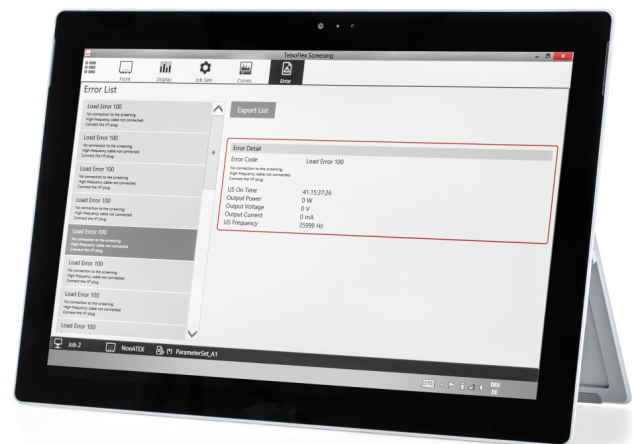 TelsoFlex Screening
Front
Display
Job Sets
Curves
Error
Error List
Export List
Load Error 100
No connection to the screening.
High-frequency cable not connected.
Connect the HF plug.
Load Error 100
No connection to the screening.
High-frequency cable not connected.
Connect the HF plug.
Load Error 100
No connection to the screening.
High-frequency cable not connected.
Connect the HF plug.
Load Error 100
No connection to the screening.
High-frequency cable not connected.
Connect the HF plug.
Load Error 100
No connection to the screening.
High-frequency cable not connected.
Connect the HF plug.
Load Error 100
No connection to the screening.
High-frequency cable not connected.
Connect the HF plug.
Load Error 100
No connection to the screening.
High-frequency cable not connected.
Connect the HF plug.
Load Error 100
Error Detail
Error Code Load Error 100
No connection to the screening.
High-frequency cable not connected.
Connect the HF plug.
US On Time 41.15:37:26
Output Power 0 W
Output Voltage 0 V
Output Current 0 mA
US Frequency 35999 Hz
Job 2 NonATEX (*) ParameterSet_A1
DEU
DE